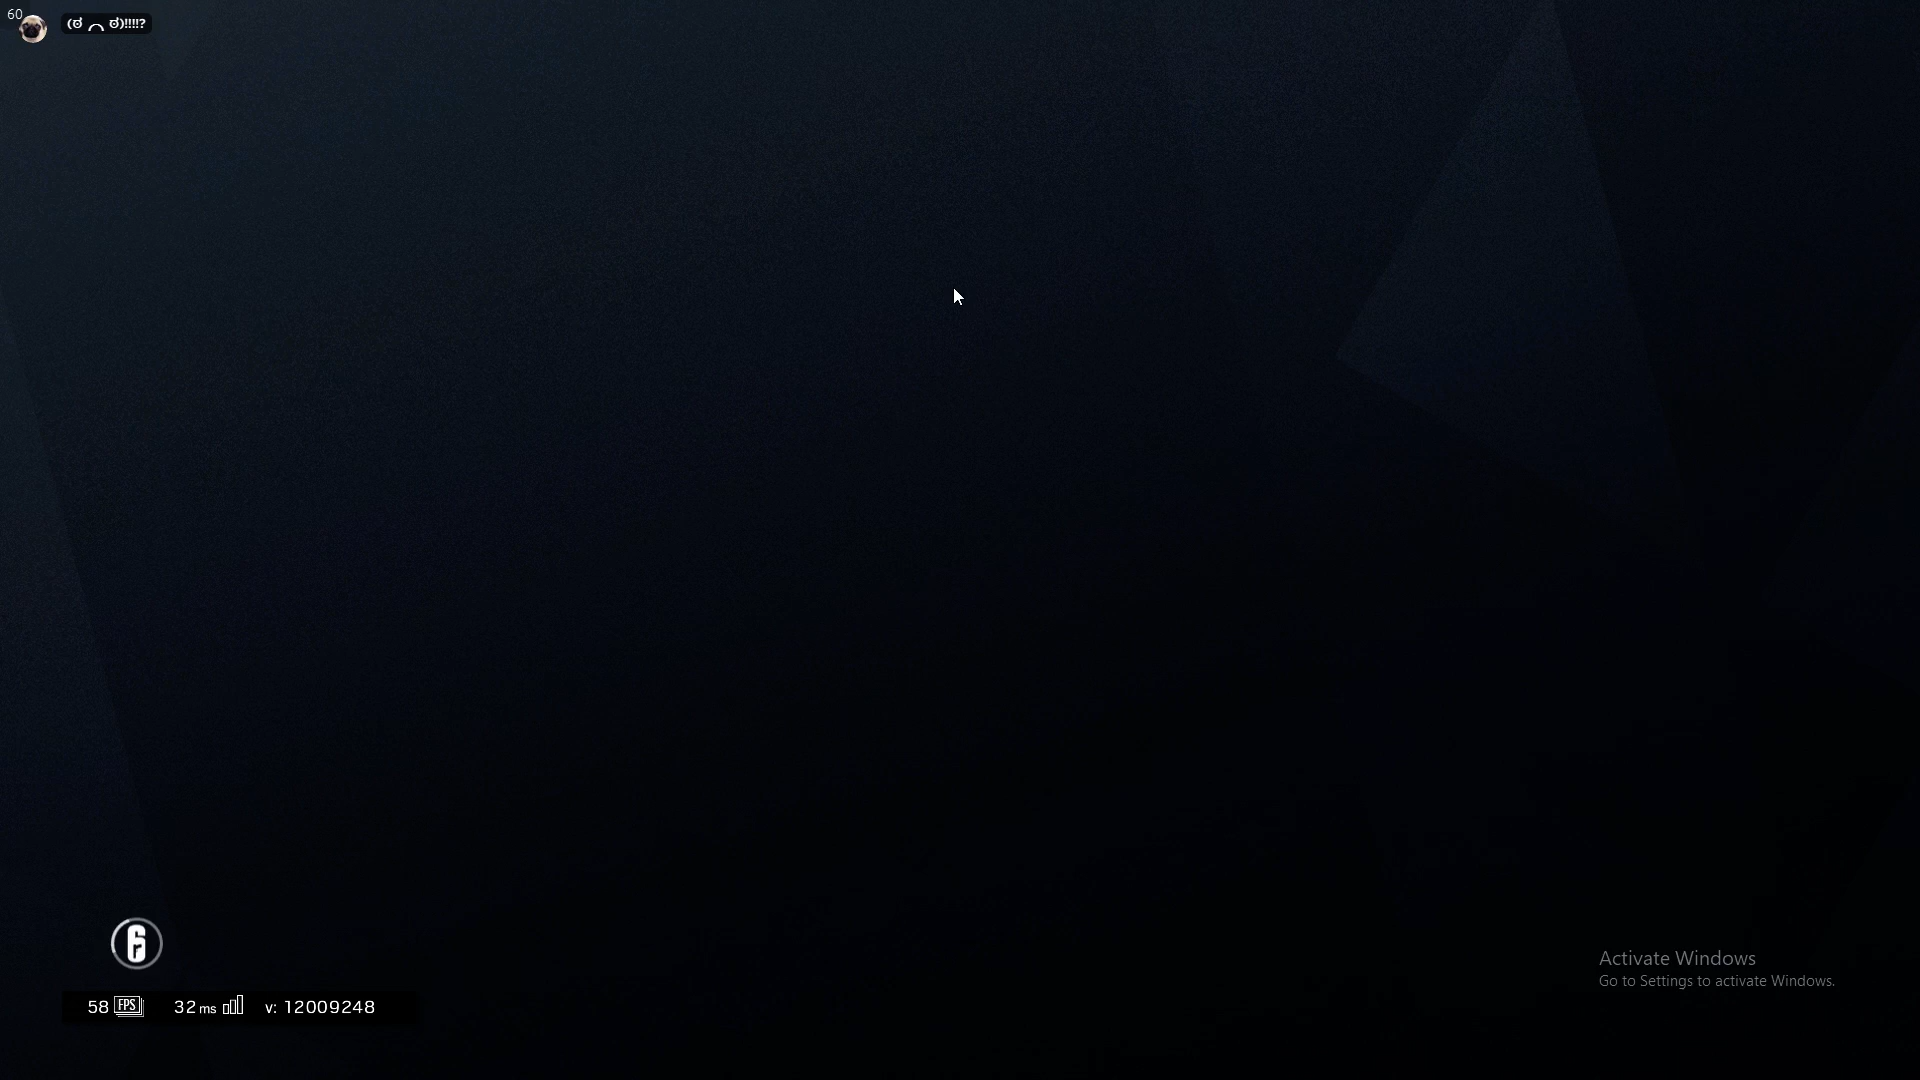 60
(ಠ ︵ ಠ)!!!!?
Activate Windows
Go to Settings to activate Windows.
58 FPS 32 ms v: 12009248